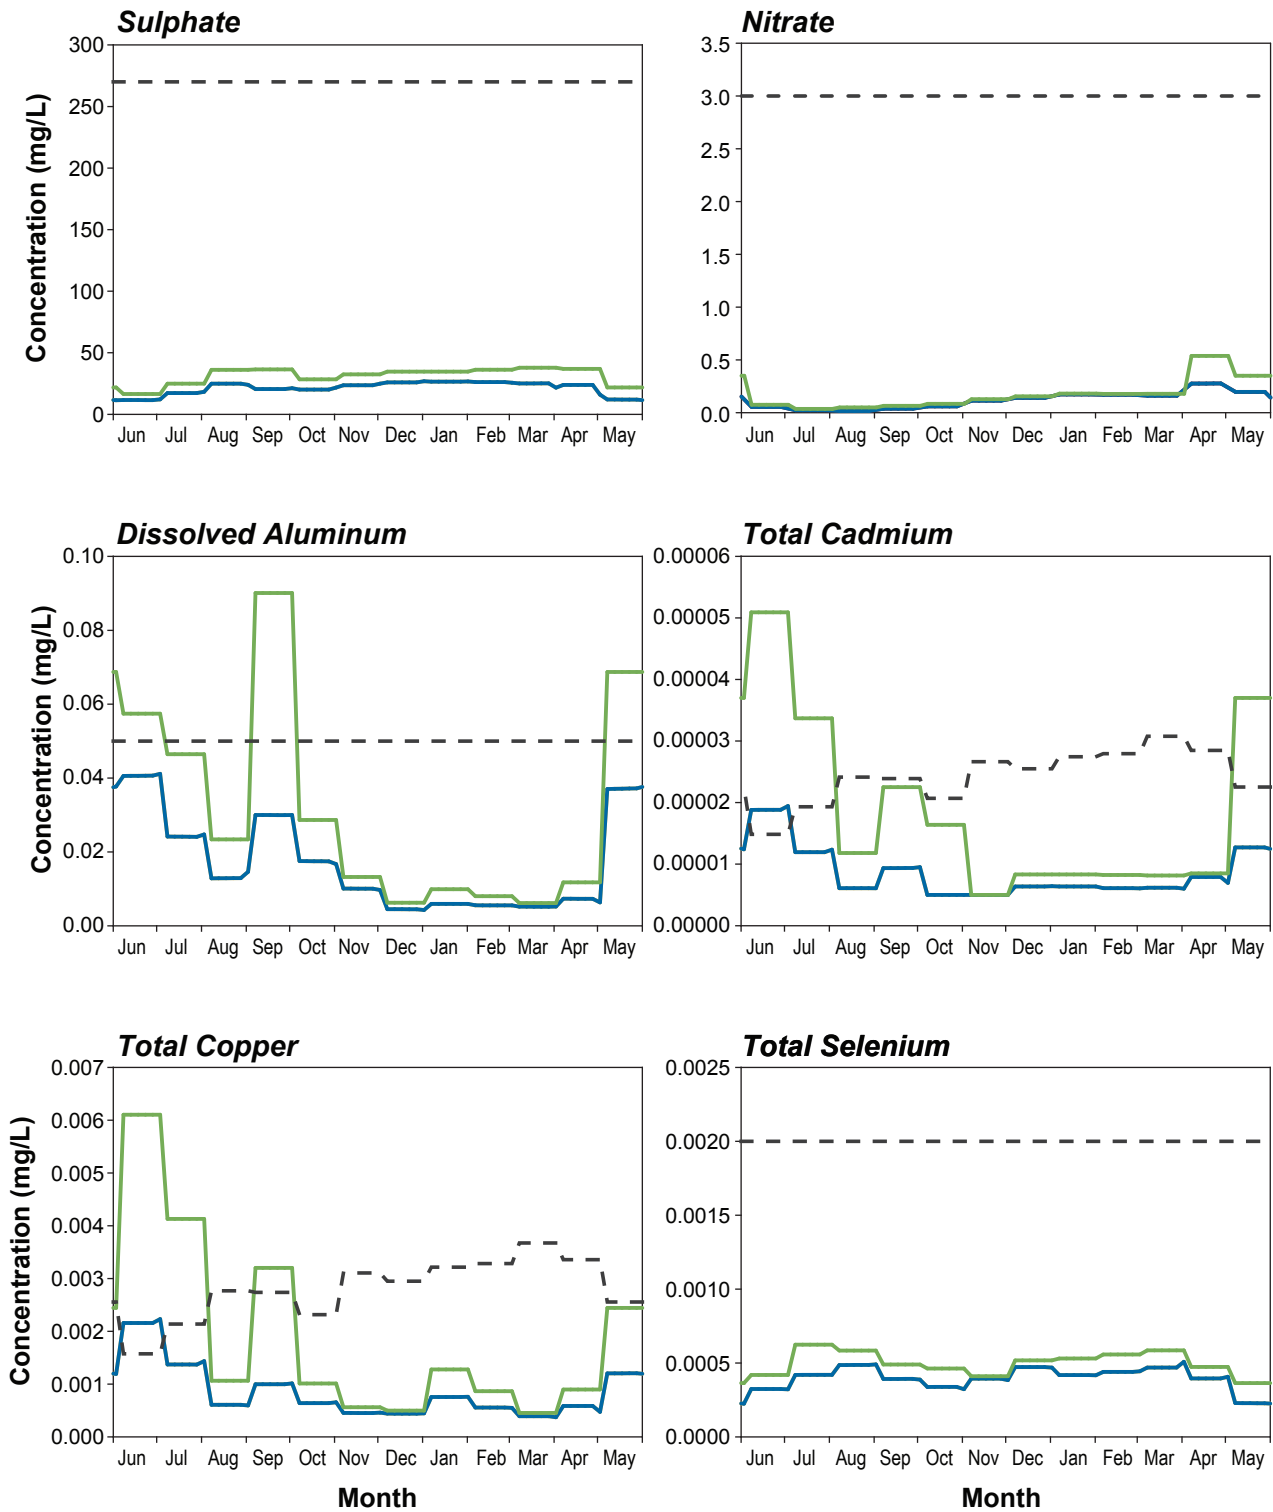 Sulphate
Concentration (mg/L)
300
250
200
150
100
50
0
Jun Jul Aug Sep Oct Nov Dec Jan Feb Mar Apr May
Nitrate
3.5
3.0
2.5
2.0
1.5
1.0
0.5
0.0
Jun Jul Aug Sep Oct Nov Dec Jan Feb Mar Apr May
Dissolved Aluminum
Concentration (mg/L)
0.10
0.08
0.06
0.04
0.02
0.00
Jun Jul Aug Sep Oct Nov Dec Jan Feb Mar Apr May
Total Cadmium
0.00006
0.00005
0.00004
0.00003
0.00002
0.00001
0.00000
Jun Jul Aug Sep Oct Nov Dec Jan Feb Mar Apr May
Total Copper
Concentration (mg/L)
0.007
0.006
0.005
0.004
0.003
0.002
0.001
0.000
Jun Jul Aug Sep Oct Nov Dec Jan Feb Mar Apr May
Month
Total Selenium
0.0025
0.0020
0.0015
0.0010
0.0005
0.0000
Jun Jul Aug Sep Oct Nov Dec Jan Feb Mar Apr May
Month